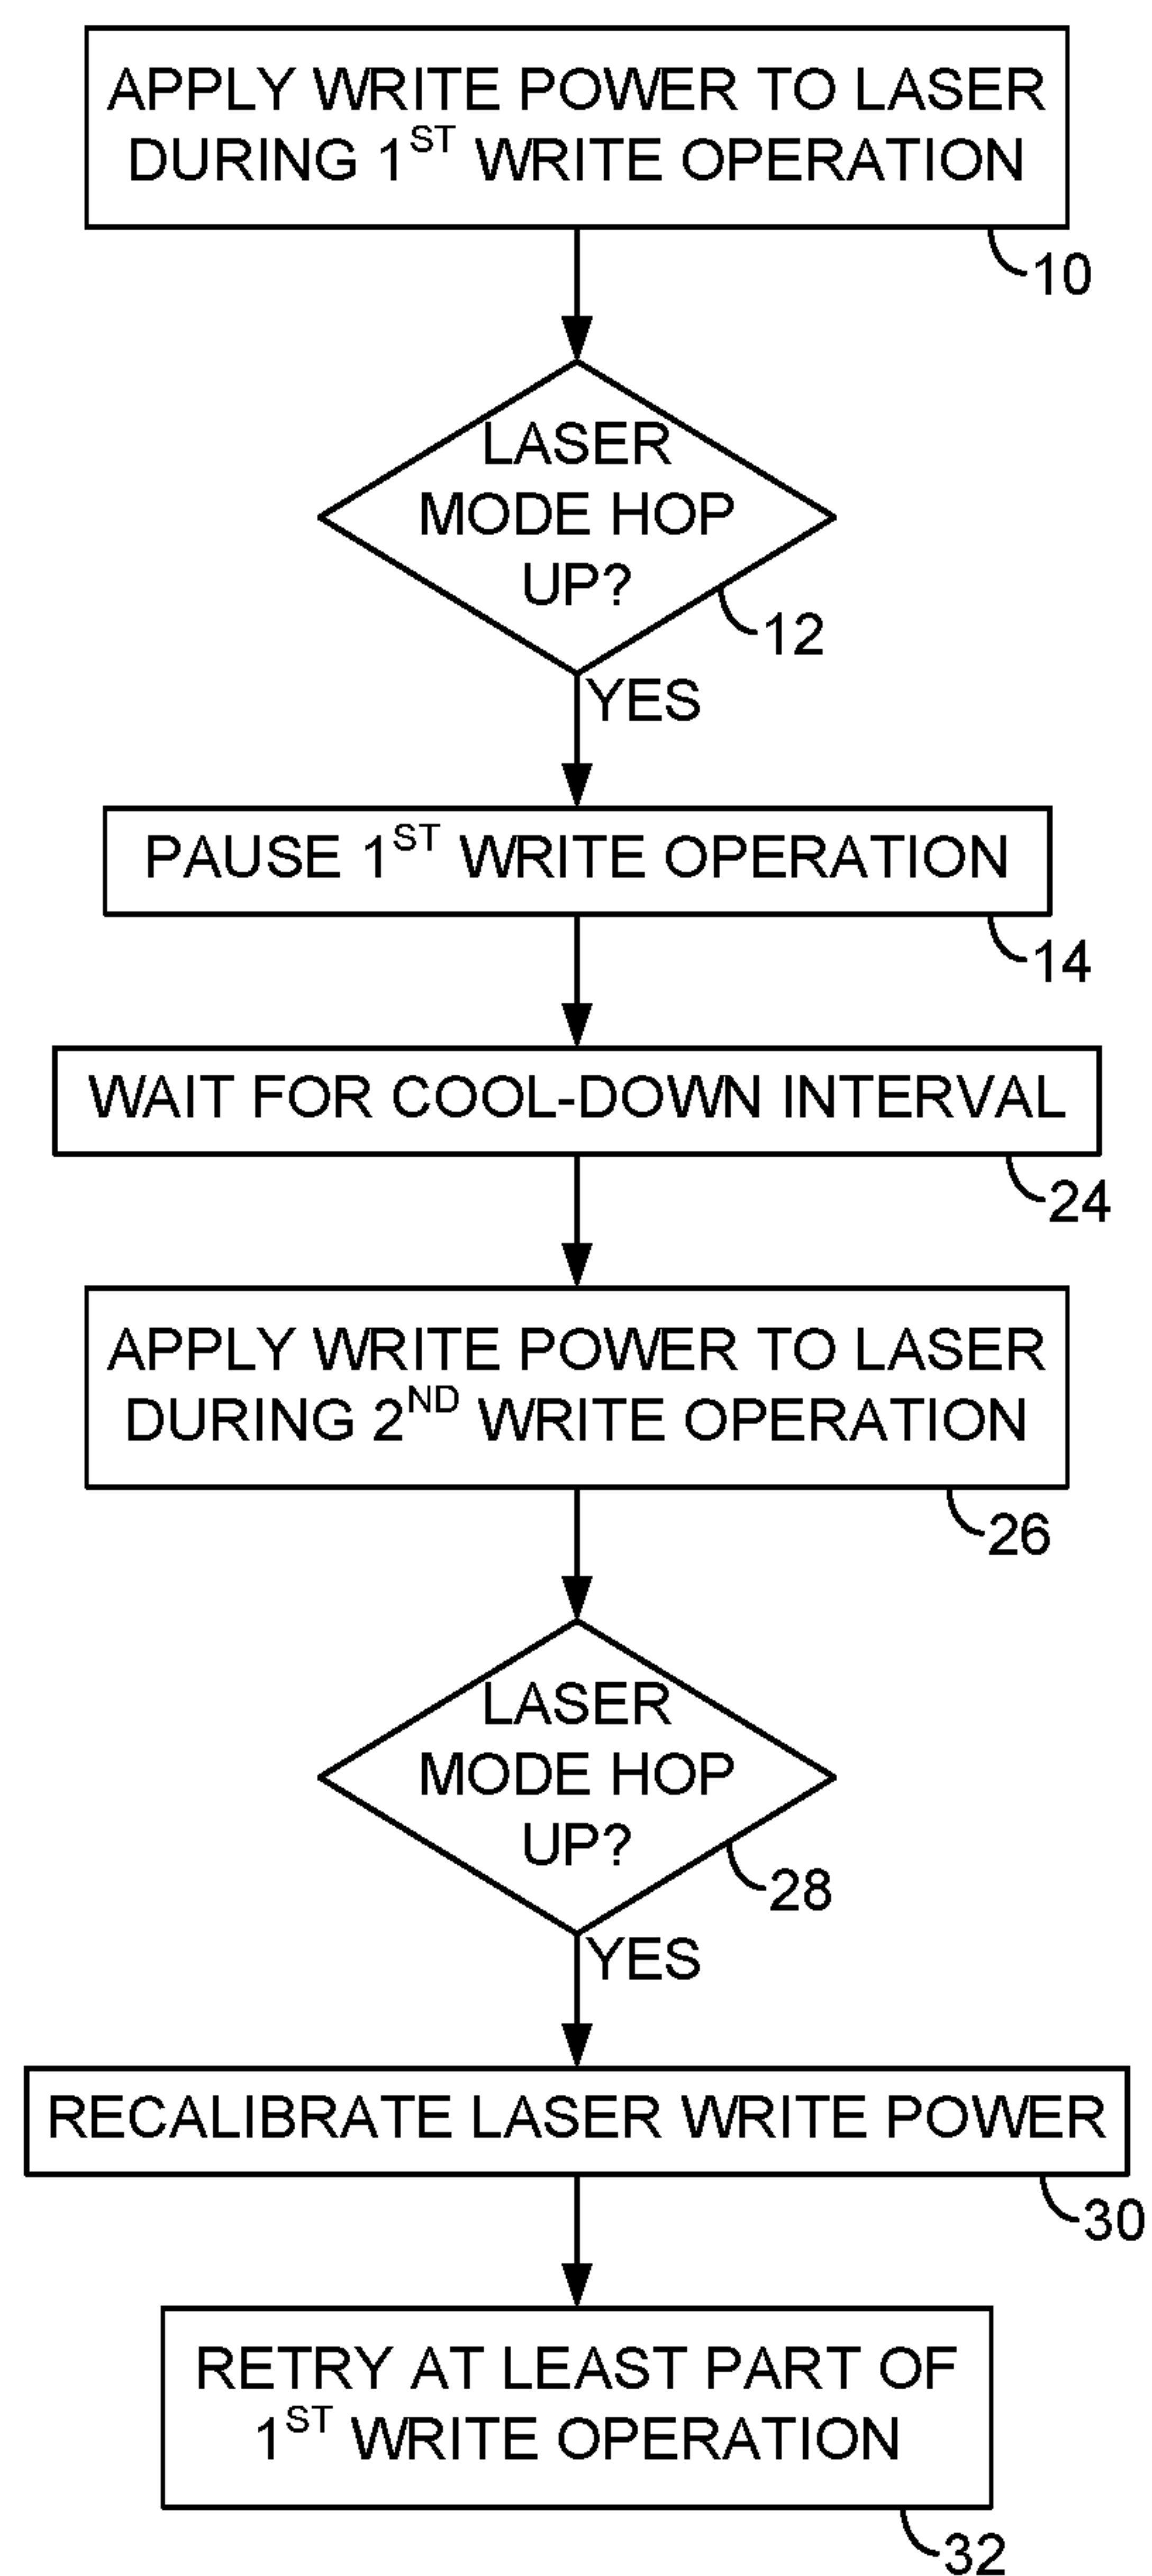 APPLY WRITE POWER TO LASER
DURING 1ST WRITE OPERATION
10
LASER
MODE HOP
UP?
12
YES
PAUSE 1ST WRITE OPERATION
14
WAIT FOR COOL-DOWN INTERVAL
24
APPLY WRITE POWER TO LASER
DURING 2ND WRITE OPERATION
26
LASER
MODE HOP
UP?
28
YES
RECALIBRATE LASER WRITE POWER
30
RETRY AT LEAST PART OF
1ST WRITE OPERATION
32